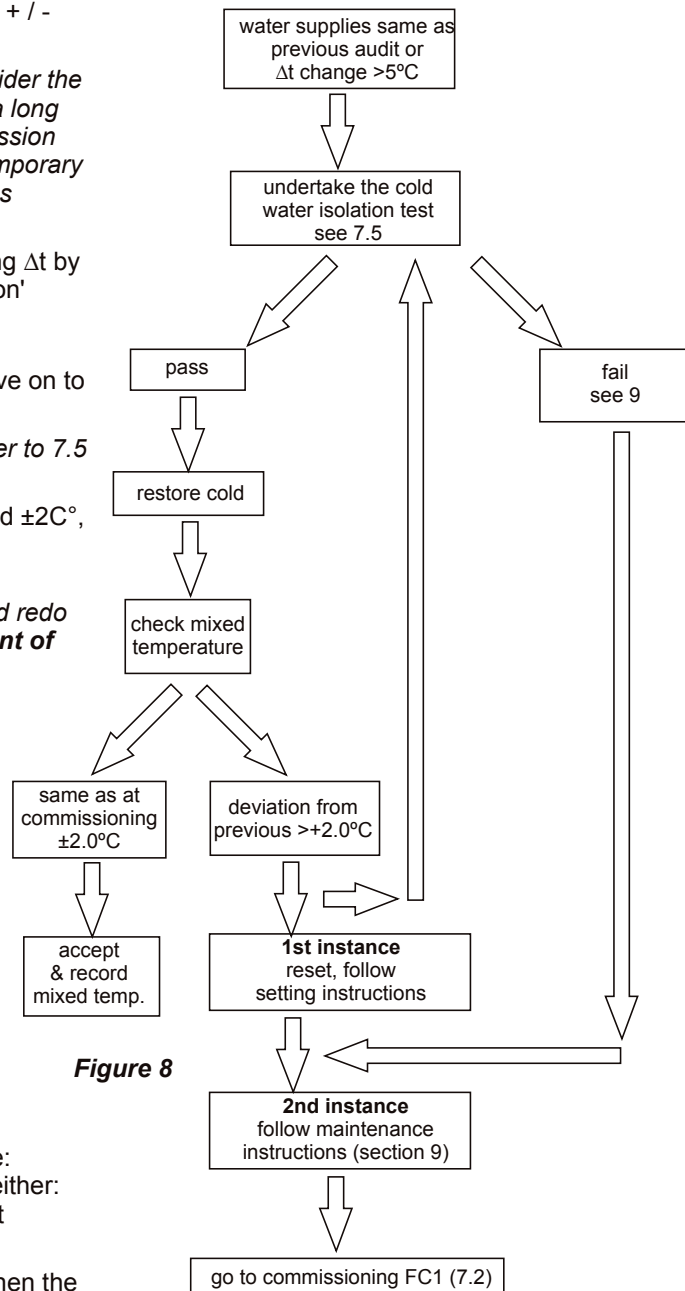 + / -
ider the
a long
ssion
mporary
s
ng Δt by
on'
ve on to
er to 7.5
d ±2C°,
d redo
nt of
e:
either:
t
hen the
water supplies same as
previous audit or
Δt change >5ºC
undertake the cold
water isolation test
see 7.5
pass
fail
see 9
restore cold
check mixed
temperature
same as at
commissioning
±2.0ºC
deviation from
previous >+2.0ºC
accept
& record
mixed temp.
1st instance
reset, follow
setting instructions
Figure 8
2nd instance
follow maintenance
instructions (section 9)
go to commissioning FC1 (7.2)